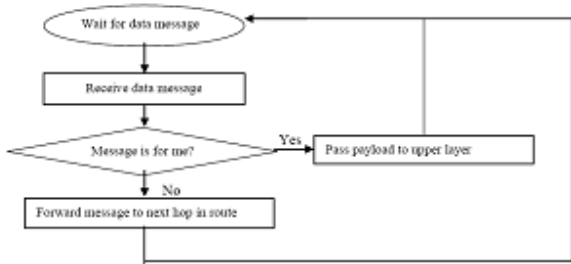 Wait for data message
Receive data message
Message is for me?
Yes
Pass payload to upper layer
No
Forward message to next hop in route